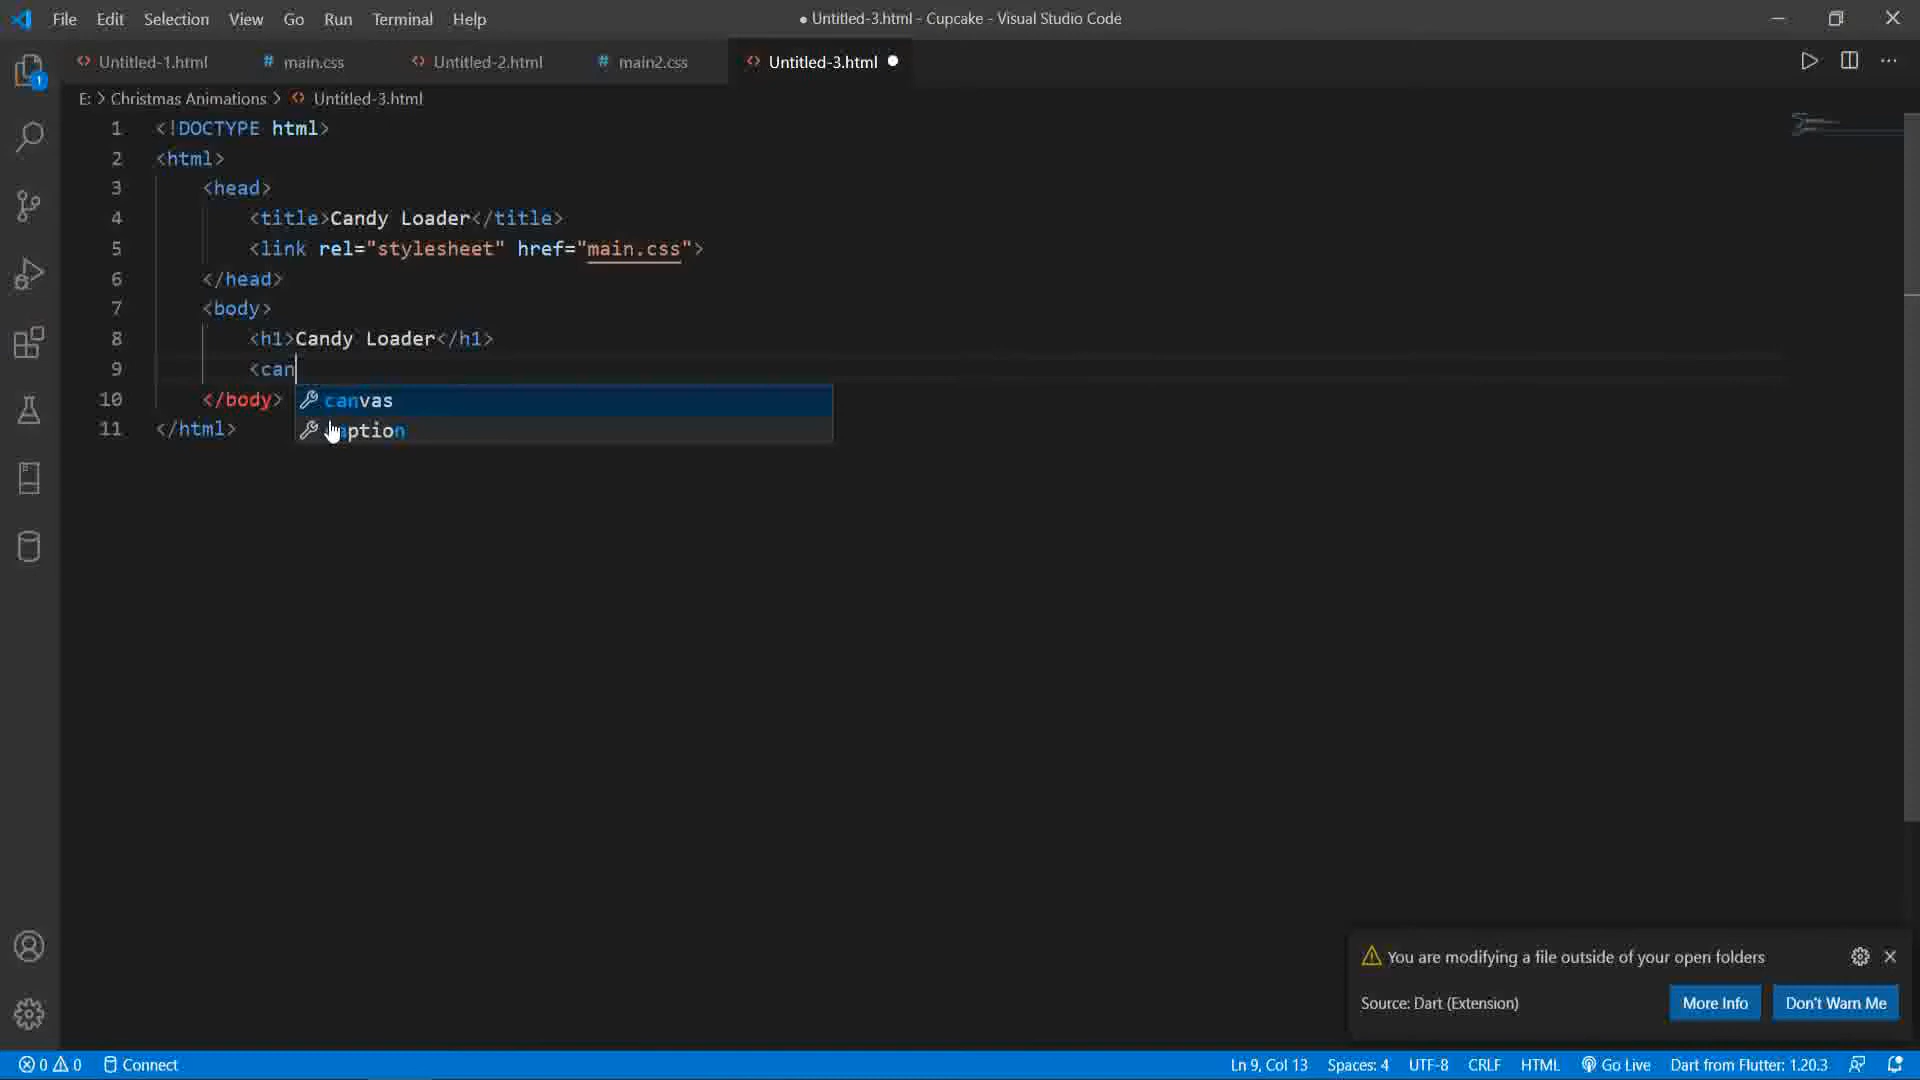 File Edit Selection View Go Run Terminal Help
● Untitled-3.html - Cupcake - Visual Studio Code
Untitled-1.html # main.css Untitled-2.html # main2.css Untitled-3.html
1
E: > Christmas Animations > Untitled-3.html
1 <!DOCTYPE html>
2 <html>
3 <head>
4 <title>Candy Loader</title>
5 <link rel="stylesheet" href="main.css">
6 </head>
7 <body>
8 <h1>Candy Loader</h1>
9 <can
10 </body>
canvas
11 </html>
caption
You are modifying a file outside of your open folders
Source: Dart (Extension)
More Info
Don't Warn Me
0 0 Connect
Ln 9, Col 13 Spaces: 4 UTF-8 CRLF HTML Go Live Dart from Flutter: 1.20.3